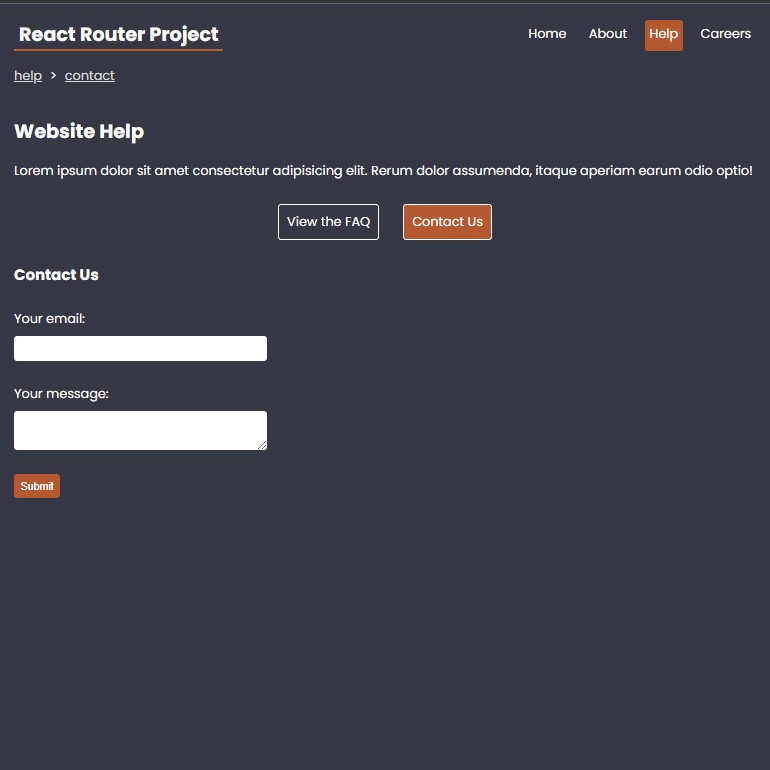 React Router Project
Home About Help Careers
help > contact
Website Help
Lorem ipsum dolor sit amet consectetur adipisicing elit. Rerum dolor assumenda, itaque aperiam earum odio optio!
View the FAQ Contact Us
Contact Us
Your email:
Your message:
Submit